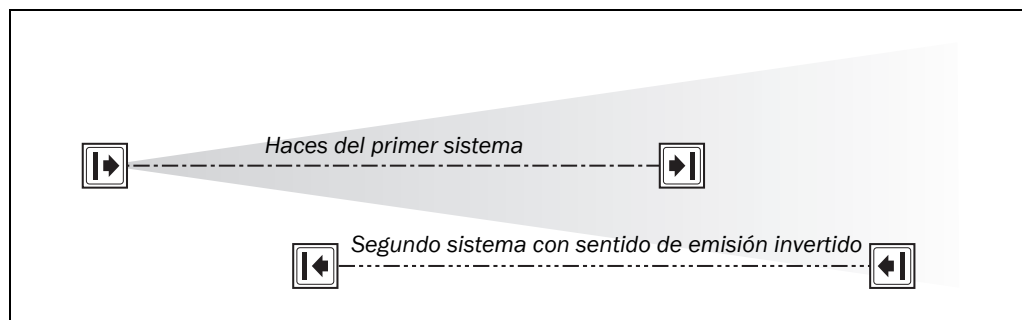 Haces del primer sistema
Segundo sistema con sentido de emisión invertido